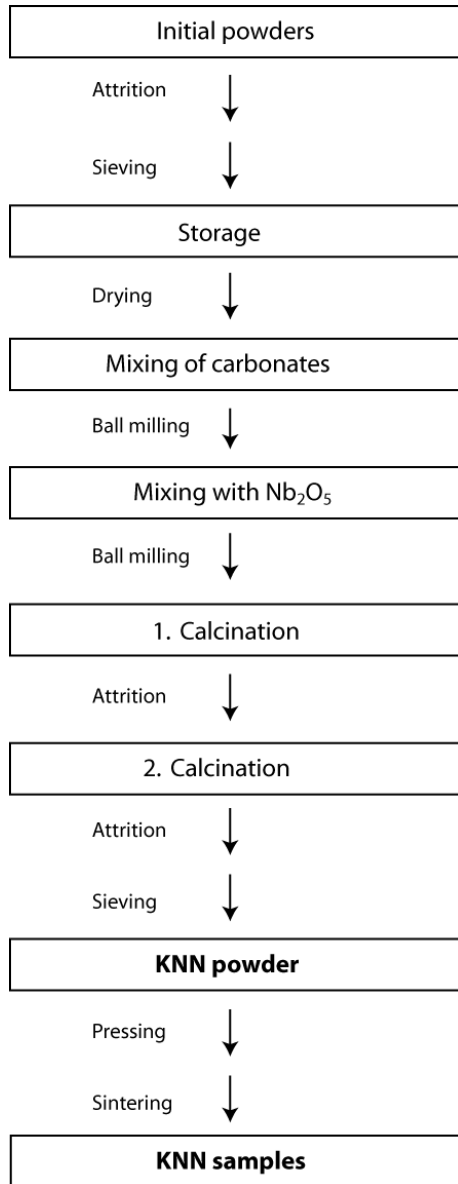 Initial powders
Attrition
Sieving
Storage
Drying
Mixing of carbonates
Ball milling
Mixing with Nb₂O₅
Ball milling
1. Calcination
Attrition
2. Calcination
Attrition
Sieving
KNN powder
Pressing
Sintering
KNN samples